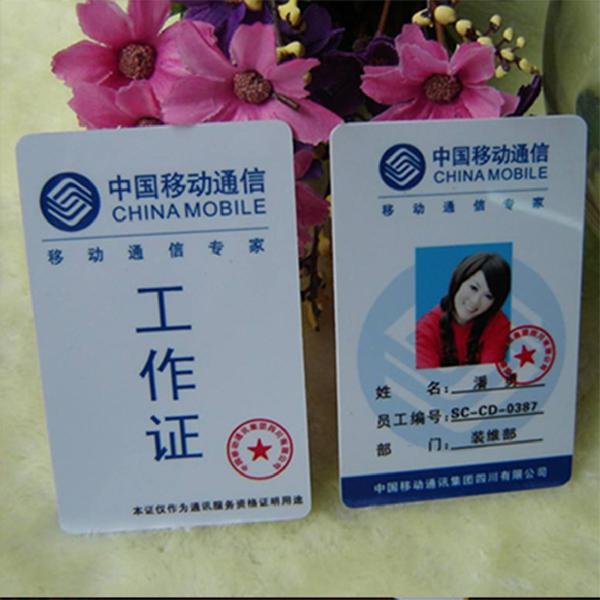 中国移动通信
CHINA MOBILE
移动通信专家
工作证
本证仅作为通讯服务资格证明用途
中国移动通信
CHINA MOBILE
移动通信专家
姓 名: 潘勇
员工编号: SC-CD-0387
部 门: 装维部
中国移动通讯集团四川有限公司